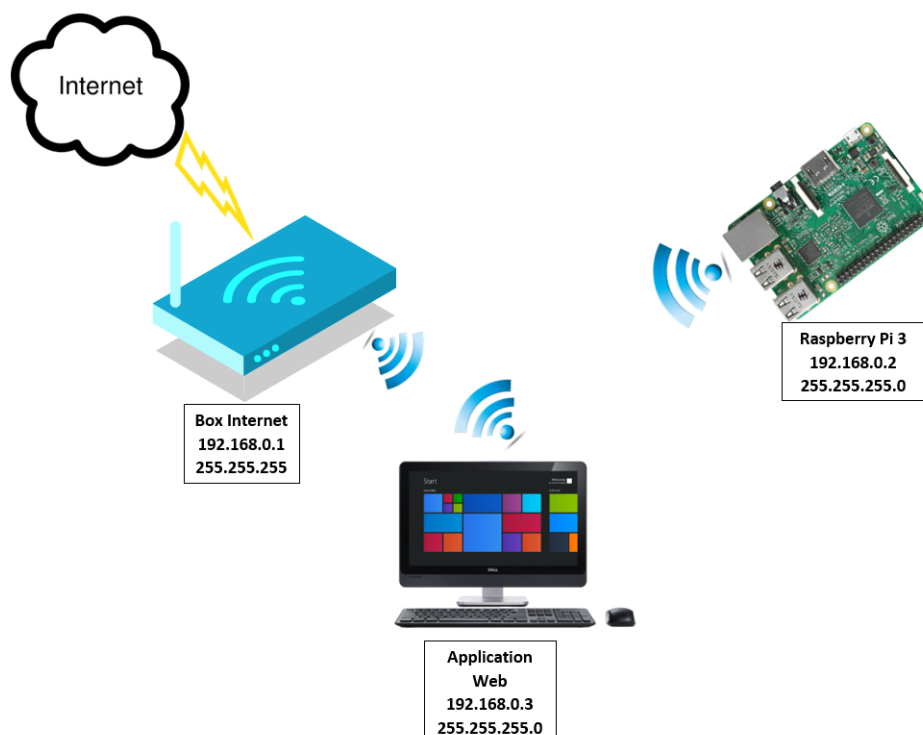 Internet
Raspberry Pi 3
192.168.0.2
255.255.255.0
Box Internet
192.168.0.1
255.255.255
Start
DELL
Application
Web
192.168.0.3
255.255.255.0